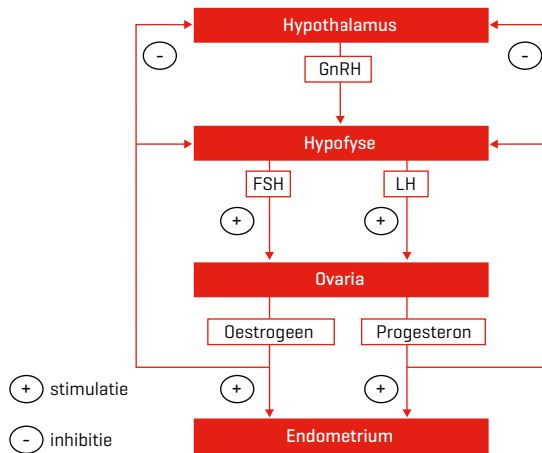 Hypothalamus
-
-
GnRH
Hypofyse
FSH
LH
+
+
Ovaria
Oestrogeen
Progesteron
+
+
+ stimulatie
Endometrium
- inhibitie